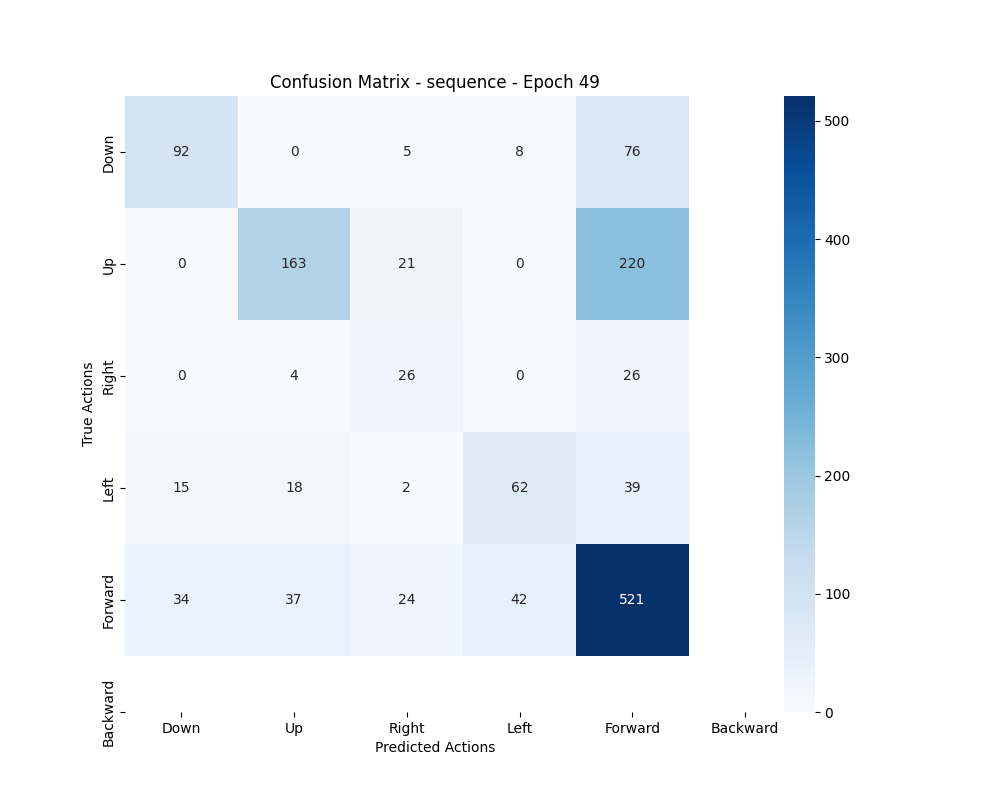 Confusion Matrix - sequence - Epoch 49
True Actions
Down 92 0 5 8 76
Up 0 163 21 0 220
Right 0 4 26 0 26
Left 15 18 2 62 39
Forward 34 37 24 42 521
Backward
Down Up Right Left Forward Backward
Predicted Actions
500
400
300
200
100
0